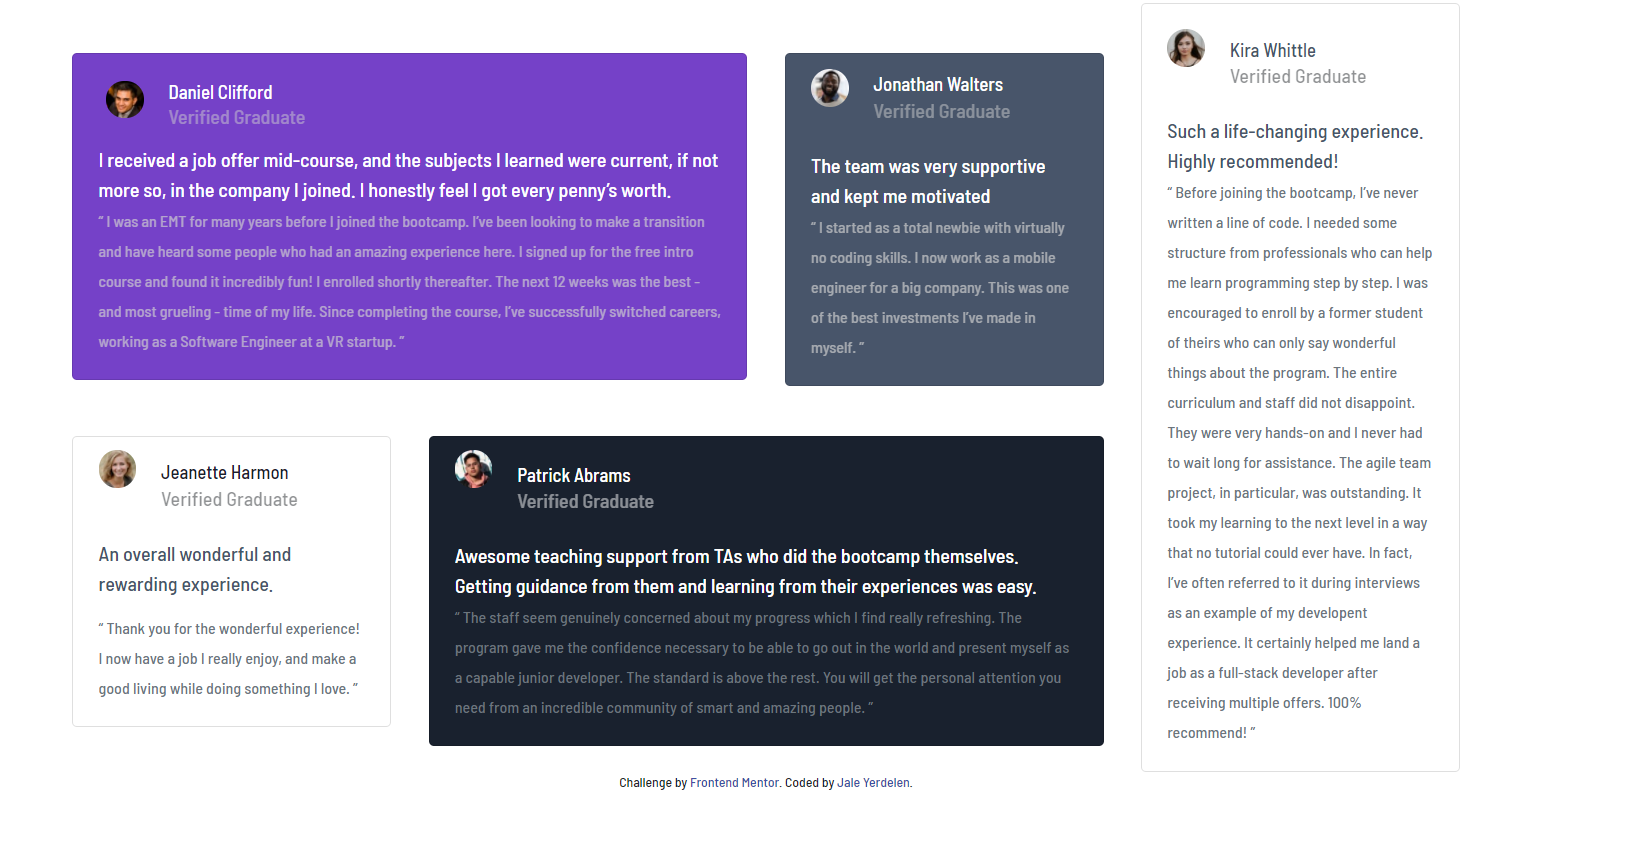 Daniel Clifford
Verified Graduate
I received a job offer mid-course, and the subjects I learned were current, if not
more so, in the company I joined. I honestly feel I got every penny’s worth.
“ I was an EMT for many years before I joined the bootcamp. I’ve been looking to make a transition
and have heard some people who had an amazing experience here. I signed up for the free intro
course and found it incredibly fun! I enrolled shortly thereafter. The next 12 weeks was the best -
and most grueling - time of my life. Since completing the course, I’ve successfully switched careers,
working as a Software Engineer at a VR startup. ”
Jonathan Walters
Verified Graduate
The team was very supportive
and kept me motivated
“ I started as a total newbie with virtually
no coding skills. I now work as a mobile
engineer for a big company. This was one
of the best investments I’ve made in
myself. ”
Kira Whittle
Verified Graduate
Such a life-changing experience.
Highly recommended!
“ Before joining the bootcamp, I’ve never
written a line of code. I needed some
structure from professionals who can help
me learn programming step by step. I was
encouraged to enroll by a former student
of theirs who can only say wonderful
things about the program. The entire
curriculum and staff did not disappoint.
They were very hands-on and I never had
to wait long for assistance. The agile team
project, in particular, was outstanding. It
took my learning to the next level in a way
that no tutorial could ever have. In fact,
I’ve often referred to it during interviews
as an example of my developent
experience. It certainly helped me land a
job as a full-stack developer after
receiving multiple offers. 100%
recommend! ”
Jeanette Harmon
Verified Graduate
An overall wonderful and
rewarding experience.
“ Thank you for the wonderful experience!
I now have a job I really enjoy, and make a
good living while doing something I love. ”
Patrick Abrams
Verified Graduate
Awesome teaching support from TAs who did the bootcamp themselves.
Getting guidance from them and learning from their experiences was easy.
“ The staff seem genuinely concerned about my progress which I find really refreshing. The
program gave me the confidence necessary to be able to go out in the world and present myself as
a capable junior developer. The standard is above the rest. You will get the personal attention you
need from an incredible community of smart and amazing people. ”
Challenge by Frontend Mentor. Coded by Jale Yerdelen.